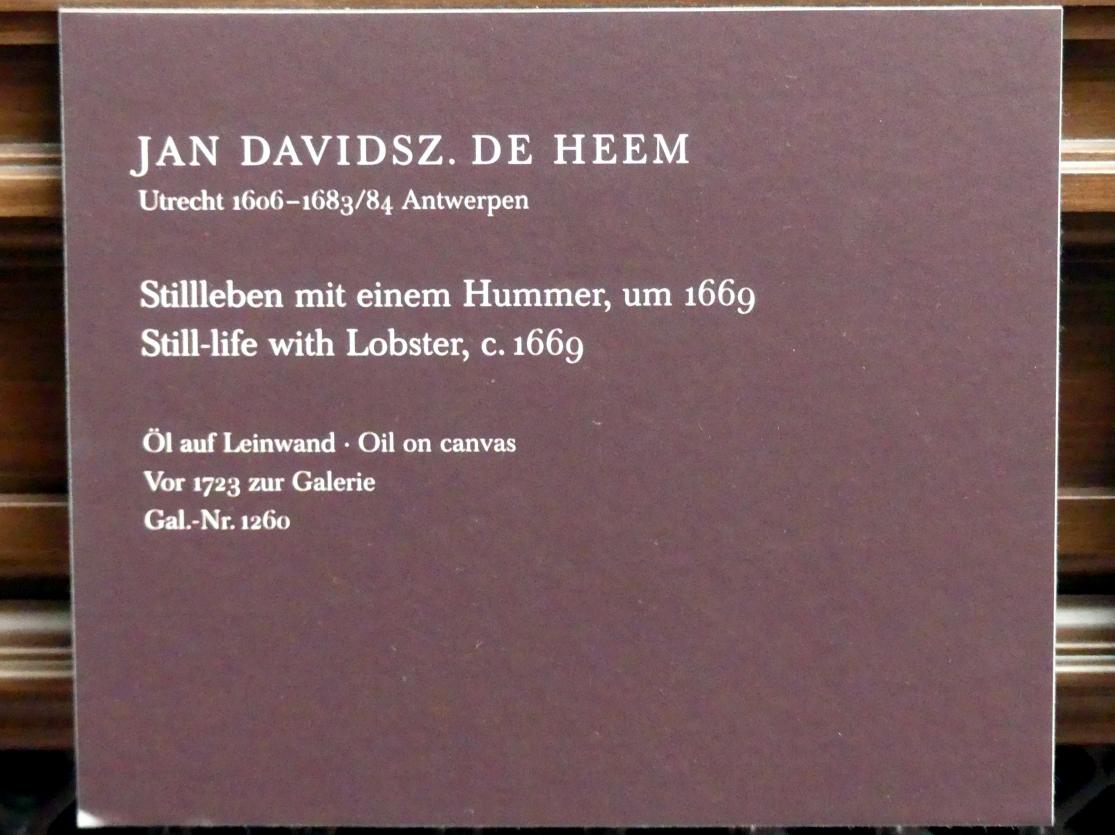 JAN DAVIDSZ. DE HEEM
Utrecht 1606–1683/84 Antwerpen
Stillleben mit einem Hummer, um 1669
Still-life with Lobster, c. 1669
Öl auf Leinwand · Oil on canvas
Vor 1723 zur Galerie
Gal.-Nr. 1260